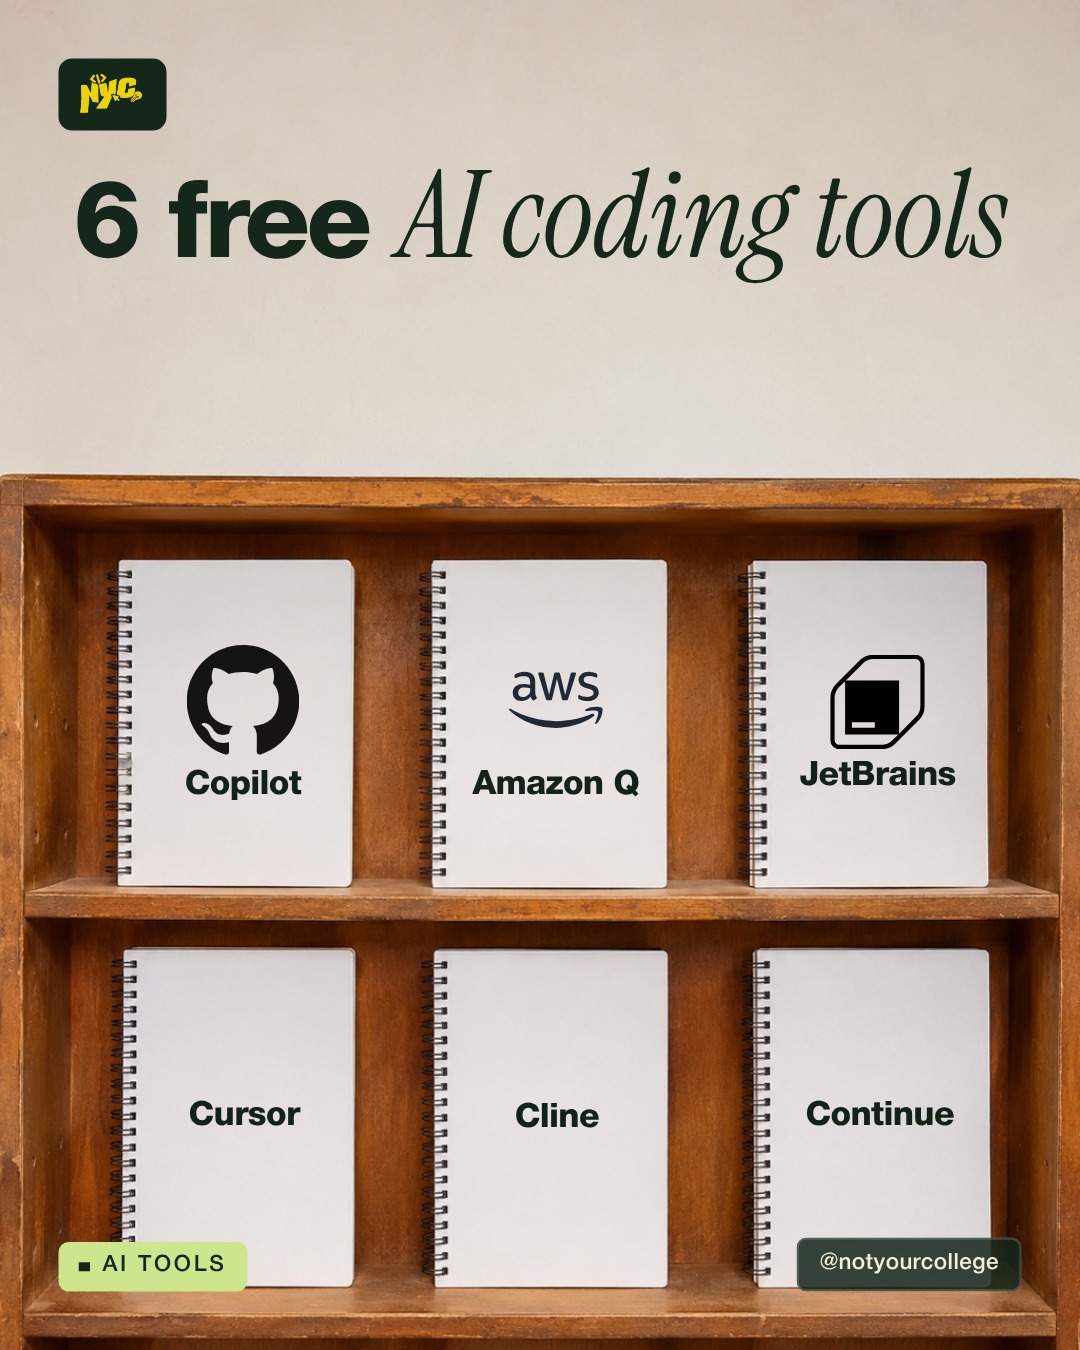 NYC
6 free AI coding tools
Copilot
aws
Amazon Q
JetBrains
Cursor
Cline
Continue
AI TOOLS
@notyourcollege